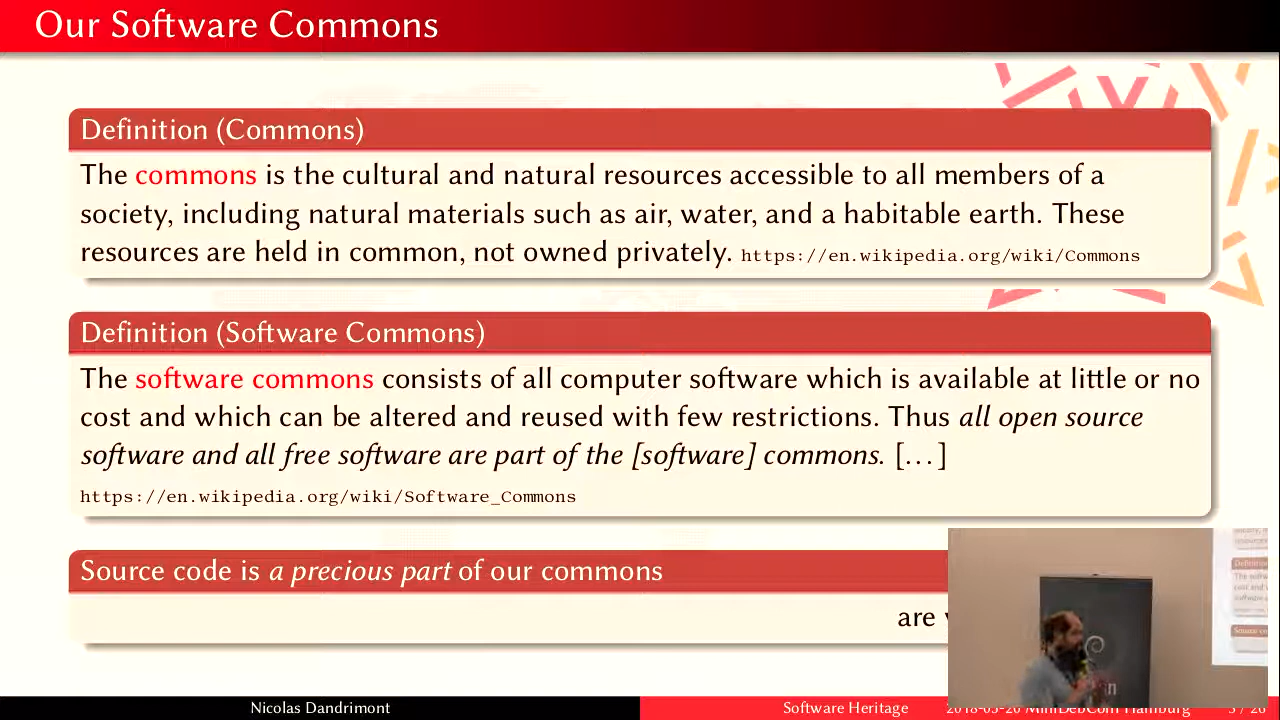 Our Software Commons
Definition (Commons)
The commons is the cultural and natural resources accessible to all members of a
society, including natural materials such as air, water, and a habitable earth. These
resources are held in common, not owned privately. https://en.wikipedia.org/wiki/Commons
Definition (Software Commons)
The software commons consists of all computer software which is available at little or no
cost and which can be altered and reused with few restrictions. Thus all open source
software and all free software are part of the [software] commons. [...]
https://en.wikipedia.org/wiki/Software_Commons
Source code is a precious part of our commons
are
Nicolas Dandrimont
Software Heritage